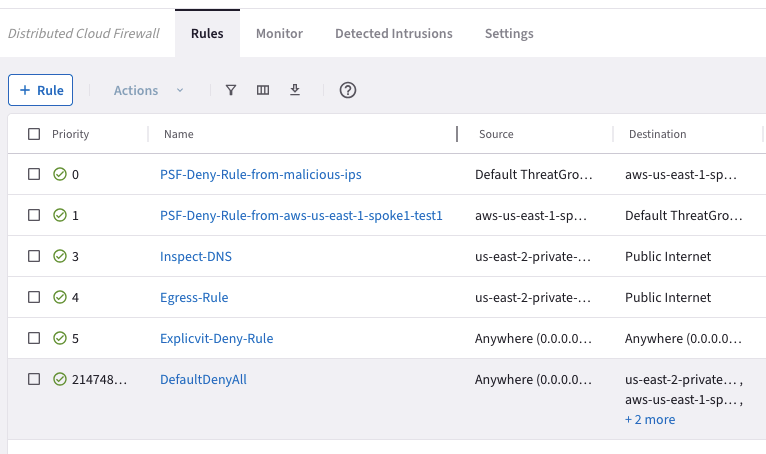 Distributed Cloud Firewall Rules Monitor Detected Intrusions Settings
+ Rule Actions
Priority Name Source Destination
0 PSF-Deny-Rule-from-malicious-ips Default ThreatGro... aws-us-east-1-sp...
1 PSF-Deny-Rule-from-aws-us-east-1-spoke1-test1 aws-us-east-1-sp... Default ThreatGro...
3 Inspect-DNS us-east-2-private-... Public Internet
4 Egress-Rule us-east-2-private-... Public Internet
5 Explicvit-Deny-Rule Anywhere (0.0.0.0... Anywhere (0.0.0.0...
214748... DefaultDenyAll Anywhere (0.0.0.0... us-east-2-private... ,
aws-us-east-1-sp... ,
+ 2 more